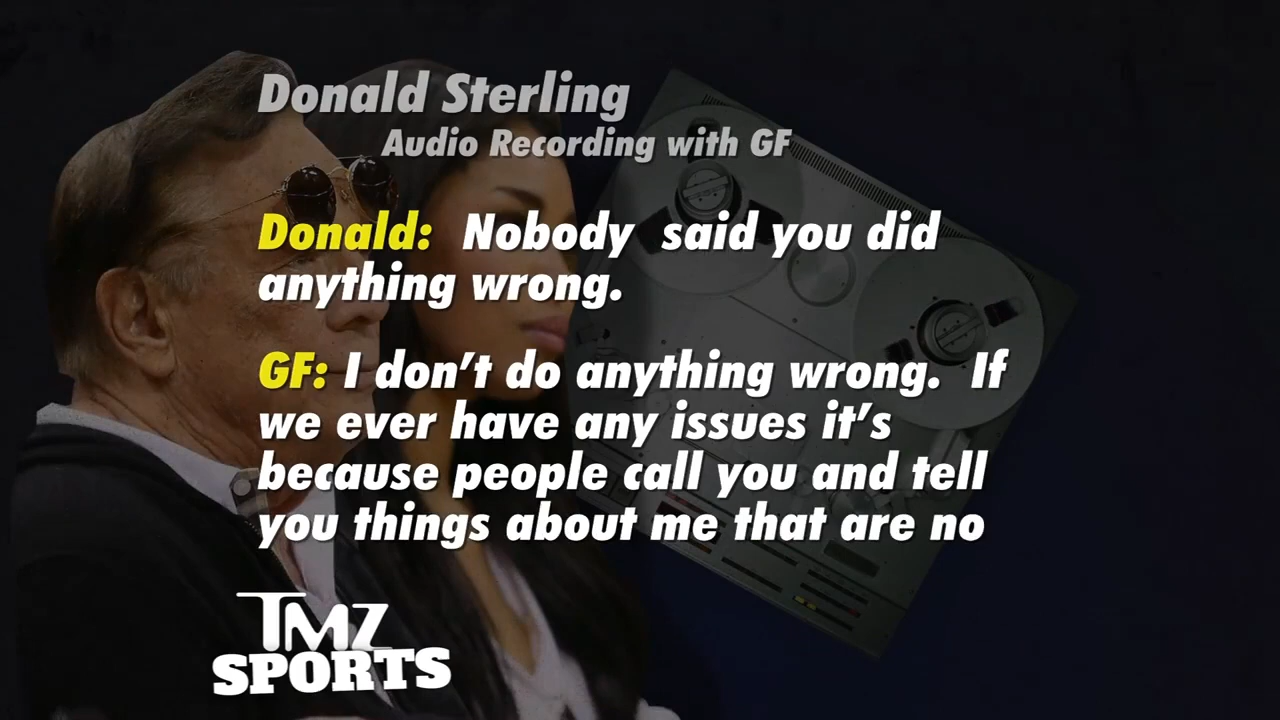 Donald Sterling
Audio Recording with GF
Donald: Nobody said you did
anything wrong.
GF: I don't do anything wrong. If
we ever have any issues it's
because people call you and tell
you things about me that are no
TMZ
SPORTS